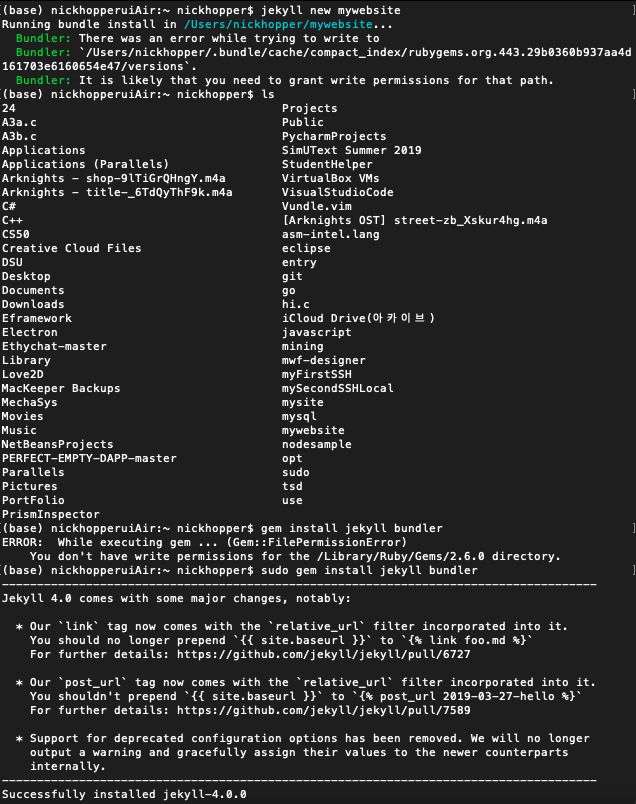 [(base) nickhopperuiAir:~ nickhopper$ jekyll new mywebsite ]
Running bundle install in /Users/nickhopper/mywebsite...
  Bundler: There was an error while trying to write to
  Bundler: `/Users/nickhopper/.bundle/cache/compact_index/rubygems.org.443.29b0360b937aa4d
161703e6160654e47/versions`.
  Bundler: It is likely that you need to grant write permissions for that path.
[(base) nickhopperuiAir:~ nickhopper$ ls ]
24 Projects
A3a.c Public
A3b.c PycharmProjects
Applications SimUText Summer 2019
Applications (Parallels) StudentHelper
Arknights - shop-9lTiGrQHngY.m4a VirtualBox VMs
Arknights - title-_6TdQyThF9k.m4a VisualStudioCode
C# Vundle.vim
C++ [Arknights OST] street-zb_Xskur4hg.m4a
CS50 asm-intel.lang
Creative Cloud Files eclipse
DSU entry
Desktop git
Documents go
Downloads hi.c
Eframework iCloud Drive(아카이브)
Electron javascript
Ethychat-master mining
Library mwf-designer
Love2D myFirstSSH
MacKeeper Backups mySecondSSHLocal
MechaSys mysite
Movies mysql
Music mywebsite
NetBeansProjects nodesample
PERFECT-EMPTY-DAPP-master opt
Parallels sudo
Pictures tsd
PortFolio use
PrismInspector
[(base) nickhopperuiAir:~ nickhopper$ gem install jekyll bundler ]
ERROR:  While executing gem ... (Gem::FilePermissionError)
    You don't have write permissions for the /Library/Ruby/Gems/2.6.0 directory.
[(base) nickhopperuiAir:~ nickhopper$ sudo gem install jekyll bundler ]
-------------------------------------------------------------------------------------
Jekyll 4.0 comes with some major changes, notably:
  * Our `link` tag now comes with the `relative_url` filter incorporated into it.
    You should no longer prepend `{{ site.baseurl }}` to `{% link foo.md %}`
    For further details: https://github.com/jekyll/jekyll/pull/6727
  * Our `post_url` tag now comes with the `relative_url` filter incorporated into it.
    You shouldn't prepend `{{ site.baseurl }}` to `{% post_url 2019-03-27-hello %}`
    For further details: https://github.com/jekyll/jekyll/pull/7589
  * Support for deprecated configuration options has been removed. We will no longer
    output a warning and gracefully assign their values to the newer counterparts
    internally.
-------------------------------------------------------------------------------------
Successfully installed jekyll-4.0.0